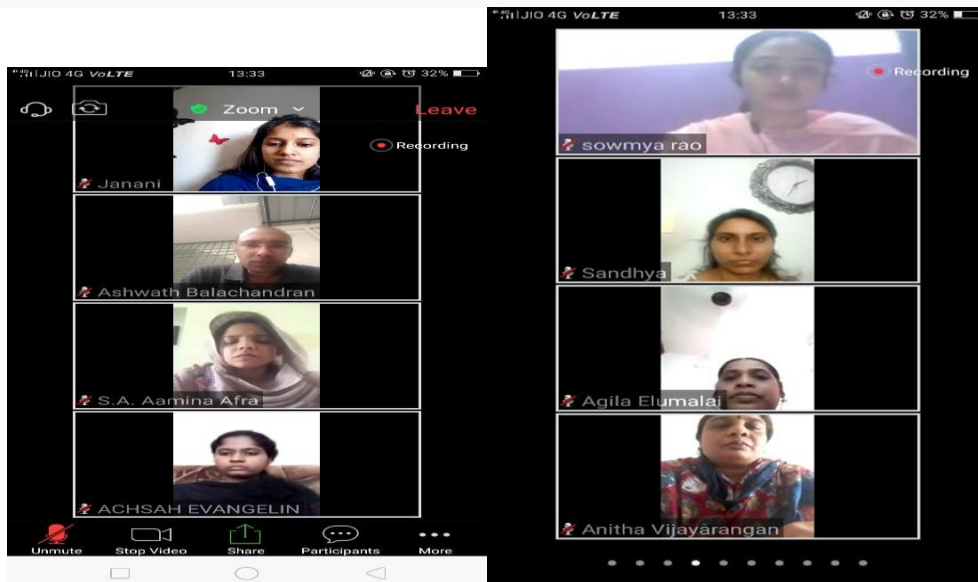 JIO 4G VoLTE 13:33 32%
Zoom Leave
Recording
Janani
Ashwath Balachandran
S.A. Aamina Afra
ACHSAH EVANGELIN
Unmute Stop Video Share Participants More
JIO 4G VoLTE 13:33 32%
Recording
sowmya rao
Sandhya
Agila Elumalai
Anitha Vijayarangan